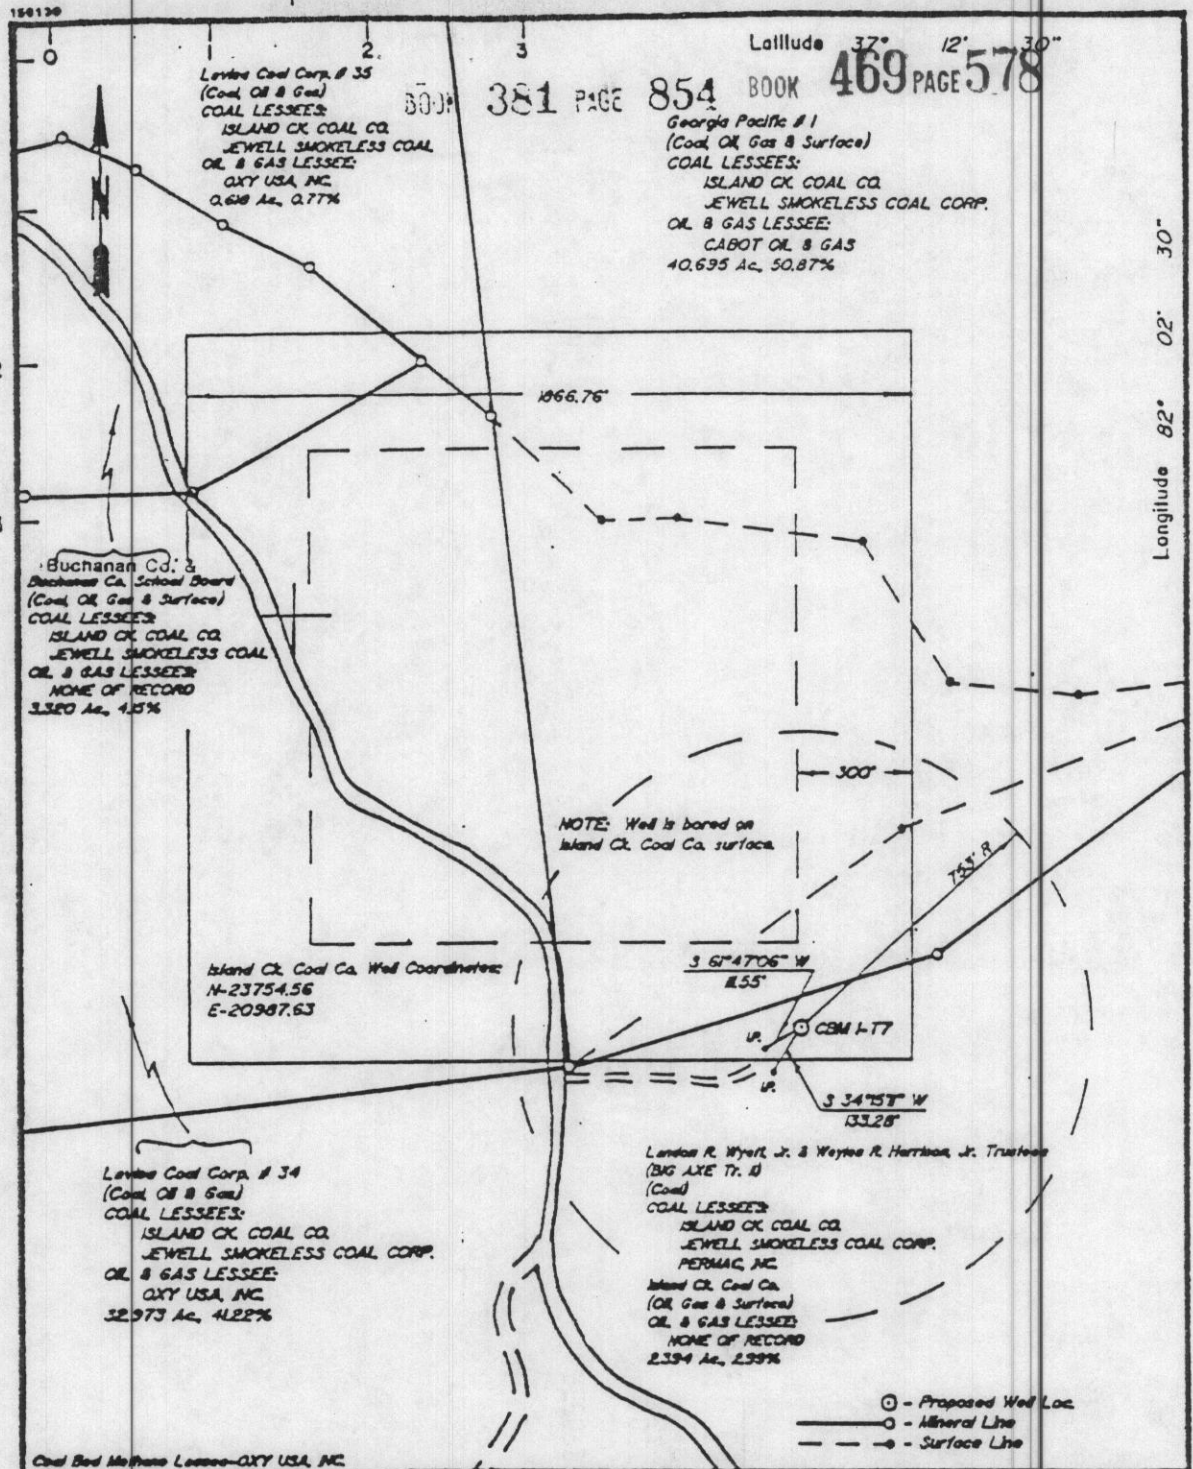 158130
0 1 2 3
Latitude 37° 12' 30"
BOOK 381 PAGE 854 BOOK 469 PAGE 578
Levisa Coal Corp. # 35
(Coal, Oil & Gas)
COAL LESSEES:
ISLAND CK. COAL CO.
JEWELL SMOKELESS COAL
OIL & GAS LESSEE:
OXY USA, INC.
0.618 Ac., 0.77%
Georgia Pacific # 1
(Coal, Oil, Gas & Surface)
COAL LESSEES:
ISLAND CK. COAL CO.
JEWELL SMOKELESS COAL CORP.
OIL & GAS LESSEE:
CABOT OIL & GAS
40.695 Ac., 50.87%
Longitude 82° 02' 30"
N
1866.76'
Buchanan Co. &
Buchanan Co. School Board
(Coal, Oil, Gas & Surface)
COAL LESSEES:
ISLAND CK. COAL CO.
JEWELL SMOKELESS COAL
OIL & GAS LESSEES:
NONE OF RECORD
3.320 Ac., 4.15%
300'
NOTE: Well is bored on
Island Ck. Coal Co. surface.
753' R
Island Ck. Coal Co. Well Coordinates:
N-23754.56
E-20987.63
S 61°47'06" W
CBM I-T7
I.P.
I.P.
133.28'
Levisa Coal Corp. # 34
(Coal, Oil & Gas)
COAL LESSEES:
ISLAND CK. COAL CO.
JEWELL SMOKELESS COAL CORP.
OIL & GAS LESSEE:
OXY USA, INC.
32.973 Ac., 41.22%
Landon R. Wyatt, Jr. & Wayten R. Harrison, Jr. Trustees
(BIG AXE Tr.
(Coal)
COAL LESSEES:
ISLAND CK. COAL CO.
JEWELL SMOKELESS COAL CORP.
PERMAC, INC.
Island Ck. Coal Co.
(Oil, Gas & Surface)
OIL & GAS LESSEE:
NONE OF RECORD
2.394 Ac., 2.99%
- Proposed Well Loc.
- Mineral Line
- Surface Line
Coal Bed Methane Lessee-OXY USA, INC.